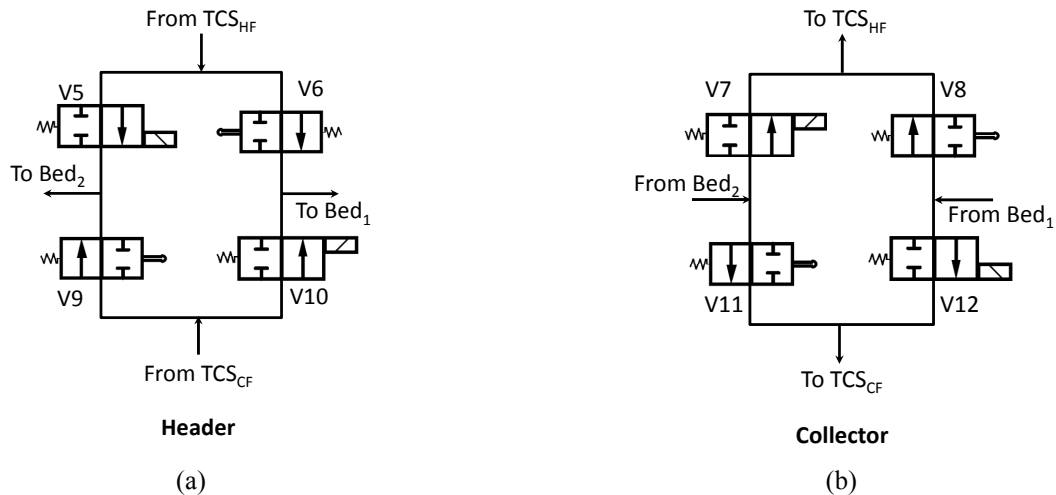 From TCS_HF
V5
V6
To Bed_2
To Bed_1
V9
V10
From TCS_CF
Header
(a)
To TCS_HF
V7
V8
From Bed_2
From Bed_1
V11
V12
To TCS_CF
Collector
(b)